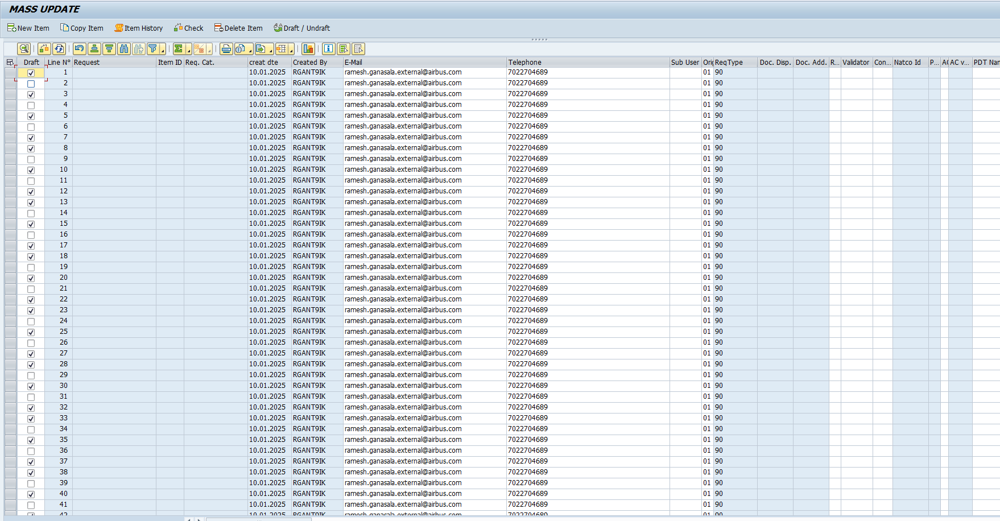 MASS UPDATE
New Item Copy Item Item History Check Delete Item Draft / Undraft
Draft Line N° Request Item ID Req. Cat. creat dte Created By E-Mail Telephone Sub User Orig ReqType Doc. Disp. Doc. Add. R... Validator Con... Natco Id P... AC AC v... PDT Nam
1 10.01.2025 RGANT9IK ramesh.ganasala.external@airbus.com 7022704689 01 90
2 10.01.2025 RGANT9IK ramesh.ganasala.external@airbus.com 7022704689 01 90
3 10.01.2025 RGANT9IK ramesh.ganasala.external@airbus.com 7022704689 01 90
4 10.01.2025 RGANT9IK ramesh.ganasala.external@airbus.com 7022704689 01 90
5 10.01.2025 RGANT9IK ramesh.ganasala.external@airbus.com 7022704689 01 90
6 10.01.2025 RGANT9IK ramesh.ganasala.external@airbus.com 7022704689 01 90
7 10.01.2025 RGANT9IK ramesh.ganasala.external@airbus.com 7022704689 01 90
8 10.01.2025 RGANT9IK ramesh.ganasala.external@airbus.com 7022704689 01 90
9 10.01.2025 RGANT9IK ramesh.ganasala.external@airbus.com 7022704689 01 90
10 10.01.2025 RGANT9IK ramesh.ganasala.external@airbus.com 7022704689 01 90
11 10.01.2025 RGANT9IK ramesh.ganasala.external@airbus.com 7022704689 01 90
12 10.01.2025 RGANT9IK ramesh.ganasala.external@airbus.com 7022704689 01 90
13 10.01.2025 RGANT9IK ramesh.ganasala.external@airbus.com 7022704689 01 90
14 10.01.2025 RGANT9IK ramesh.ganasala.external@airbus.com 7022704689 01 90
15 10.01.2025 RGANT9IK ramesh.ganasala.external@airbus.com 7022704689 01 90
16 10.01.2025 RGANT9IK ramesh.ganasala.external@airbus.com 7022704689 01 90
17 10.01.2025 RGANT9IK ramesh.ganasala.external@airbus.com 7022704689 01 90
18 10.01.2025 RGANT9IK ramesh.ganasala.external@airbus.com 7022704689 01 90
19 10.01.2025 RGANT9IK ramesh.ganasala.external@airbus.com 7022704689 01 90
20 10.01.2025 RGANT9IK ramesh.ganasala.external@airbus.com 7022704689 01 90
21 10.01.2025 RGANT9IK ramesh.ganasala.external@airbus.com 7022704689 01 90
22 10.01.2025 RGANT9IK ramesh.ganasala.external@airbus.com 7022704689 01 90
23 10.01.2025 RGANT9IK ramesh.ganasala.external@airbus.com 7022704689 01 90
24 10.01.2025 RGANT9IK ramesh.ganasala.external@airbus.com 7022704689 01 90
25 10.01.2025 RGANT9IK ramesh.ganasala.external@airbus.com 7022704689 01 90
26 10.01.2025 RGANT9IK ramesh.ganasala.external@airbus.com 7022704689 01 90
27 10.01.2025 RGANT9IK ramesh.ganasala.external@airbus.com 7022704689 01 90
28 10.01.2025 RGANT9IK ramesh.ganasala.external@airbus.com 7022704689 01 90
29 10.01.2025 RGANT9IK ramesh.ganasala.external@airbus.com 7022704689 01 90
30 10.01.2025 RGANT9IK ramesh.ganasala.external@airbus.com 7022704689 01 90
31 10.01.2025 RGANT9IK ramesh.ganasala.external@airbus.com 7022704689 01 90
32 10.01.2025 RGANT9IK ramesh.ganasala.external@airbus.com 7022704689 01 90
33 10.01.2025 RGANT9IK ramesh.ganasala.external@airbus.com 7022704689 01 90
34 10.01.2025 RGANT9IK ramesh.ganasala.external@airbus.com 7022704689 01 90
35 10.01.2025 RGANT9IK ramesh.ganasala.external@airbus.com 7022704689 01 90
36 10.01.2025 RGANT9IK ramesh.ganasala.external@airbus.com 7022704689 01 90
37 10.01.2025 RGANT9IK ramesh.ganasala.external@airbus.com 7022704689 01 90
38 10.01.2025 RGANT9IK ramesh.ganasala.external@airbus.com 7022704689 01 90
39 10.01.2025 RGANT9IK ramesh.ganasala.external@airbus.com 7022704689 01 90
40 10.01.2025 RGANT9IK ramesh.ganasala.external@airbus.com 7022704689 01 90
41 10.01.2025 RGANT9IK ramesh.ganasala.external@airbus.com 7022704689 01 90
42 10.01.2025 RGANT9IK ramesh.ganasala.external@airbus.com 7022704689 01 90